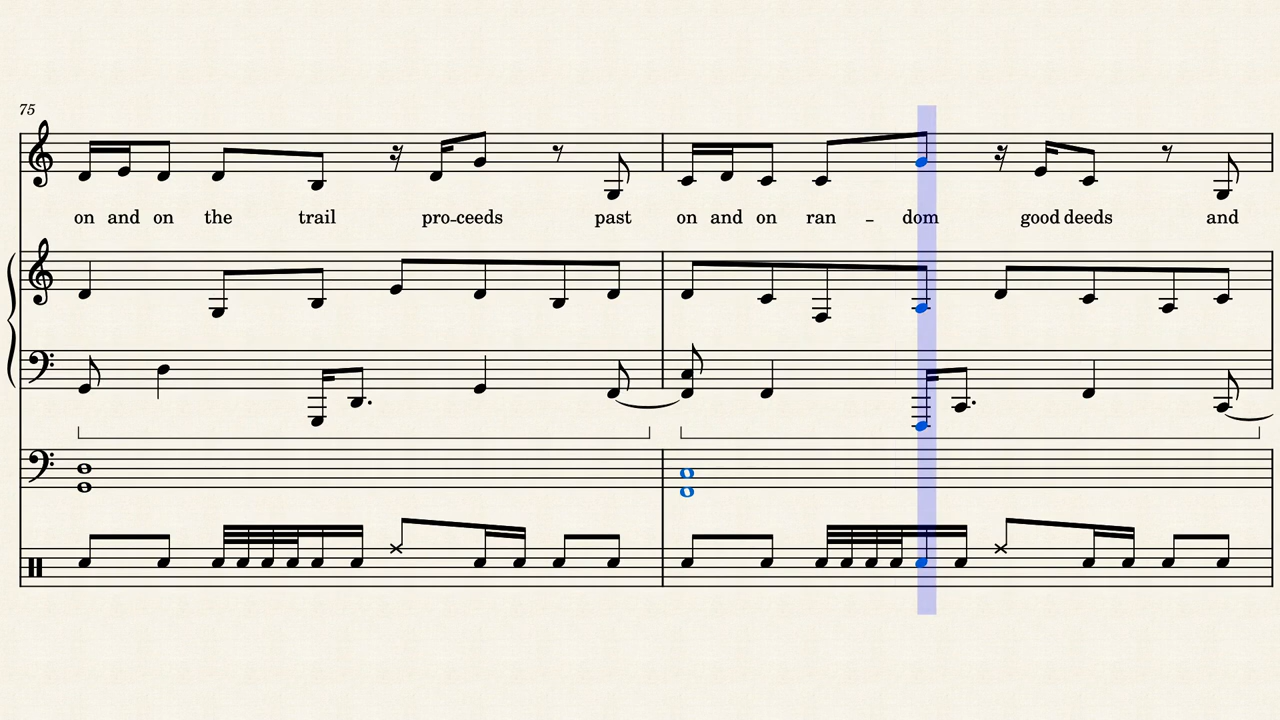 75
on and on the trail pro-ceeds past on and on ran - dom good deeds and